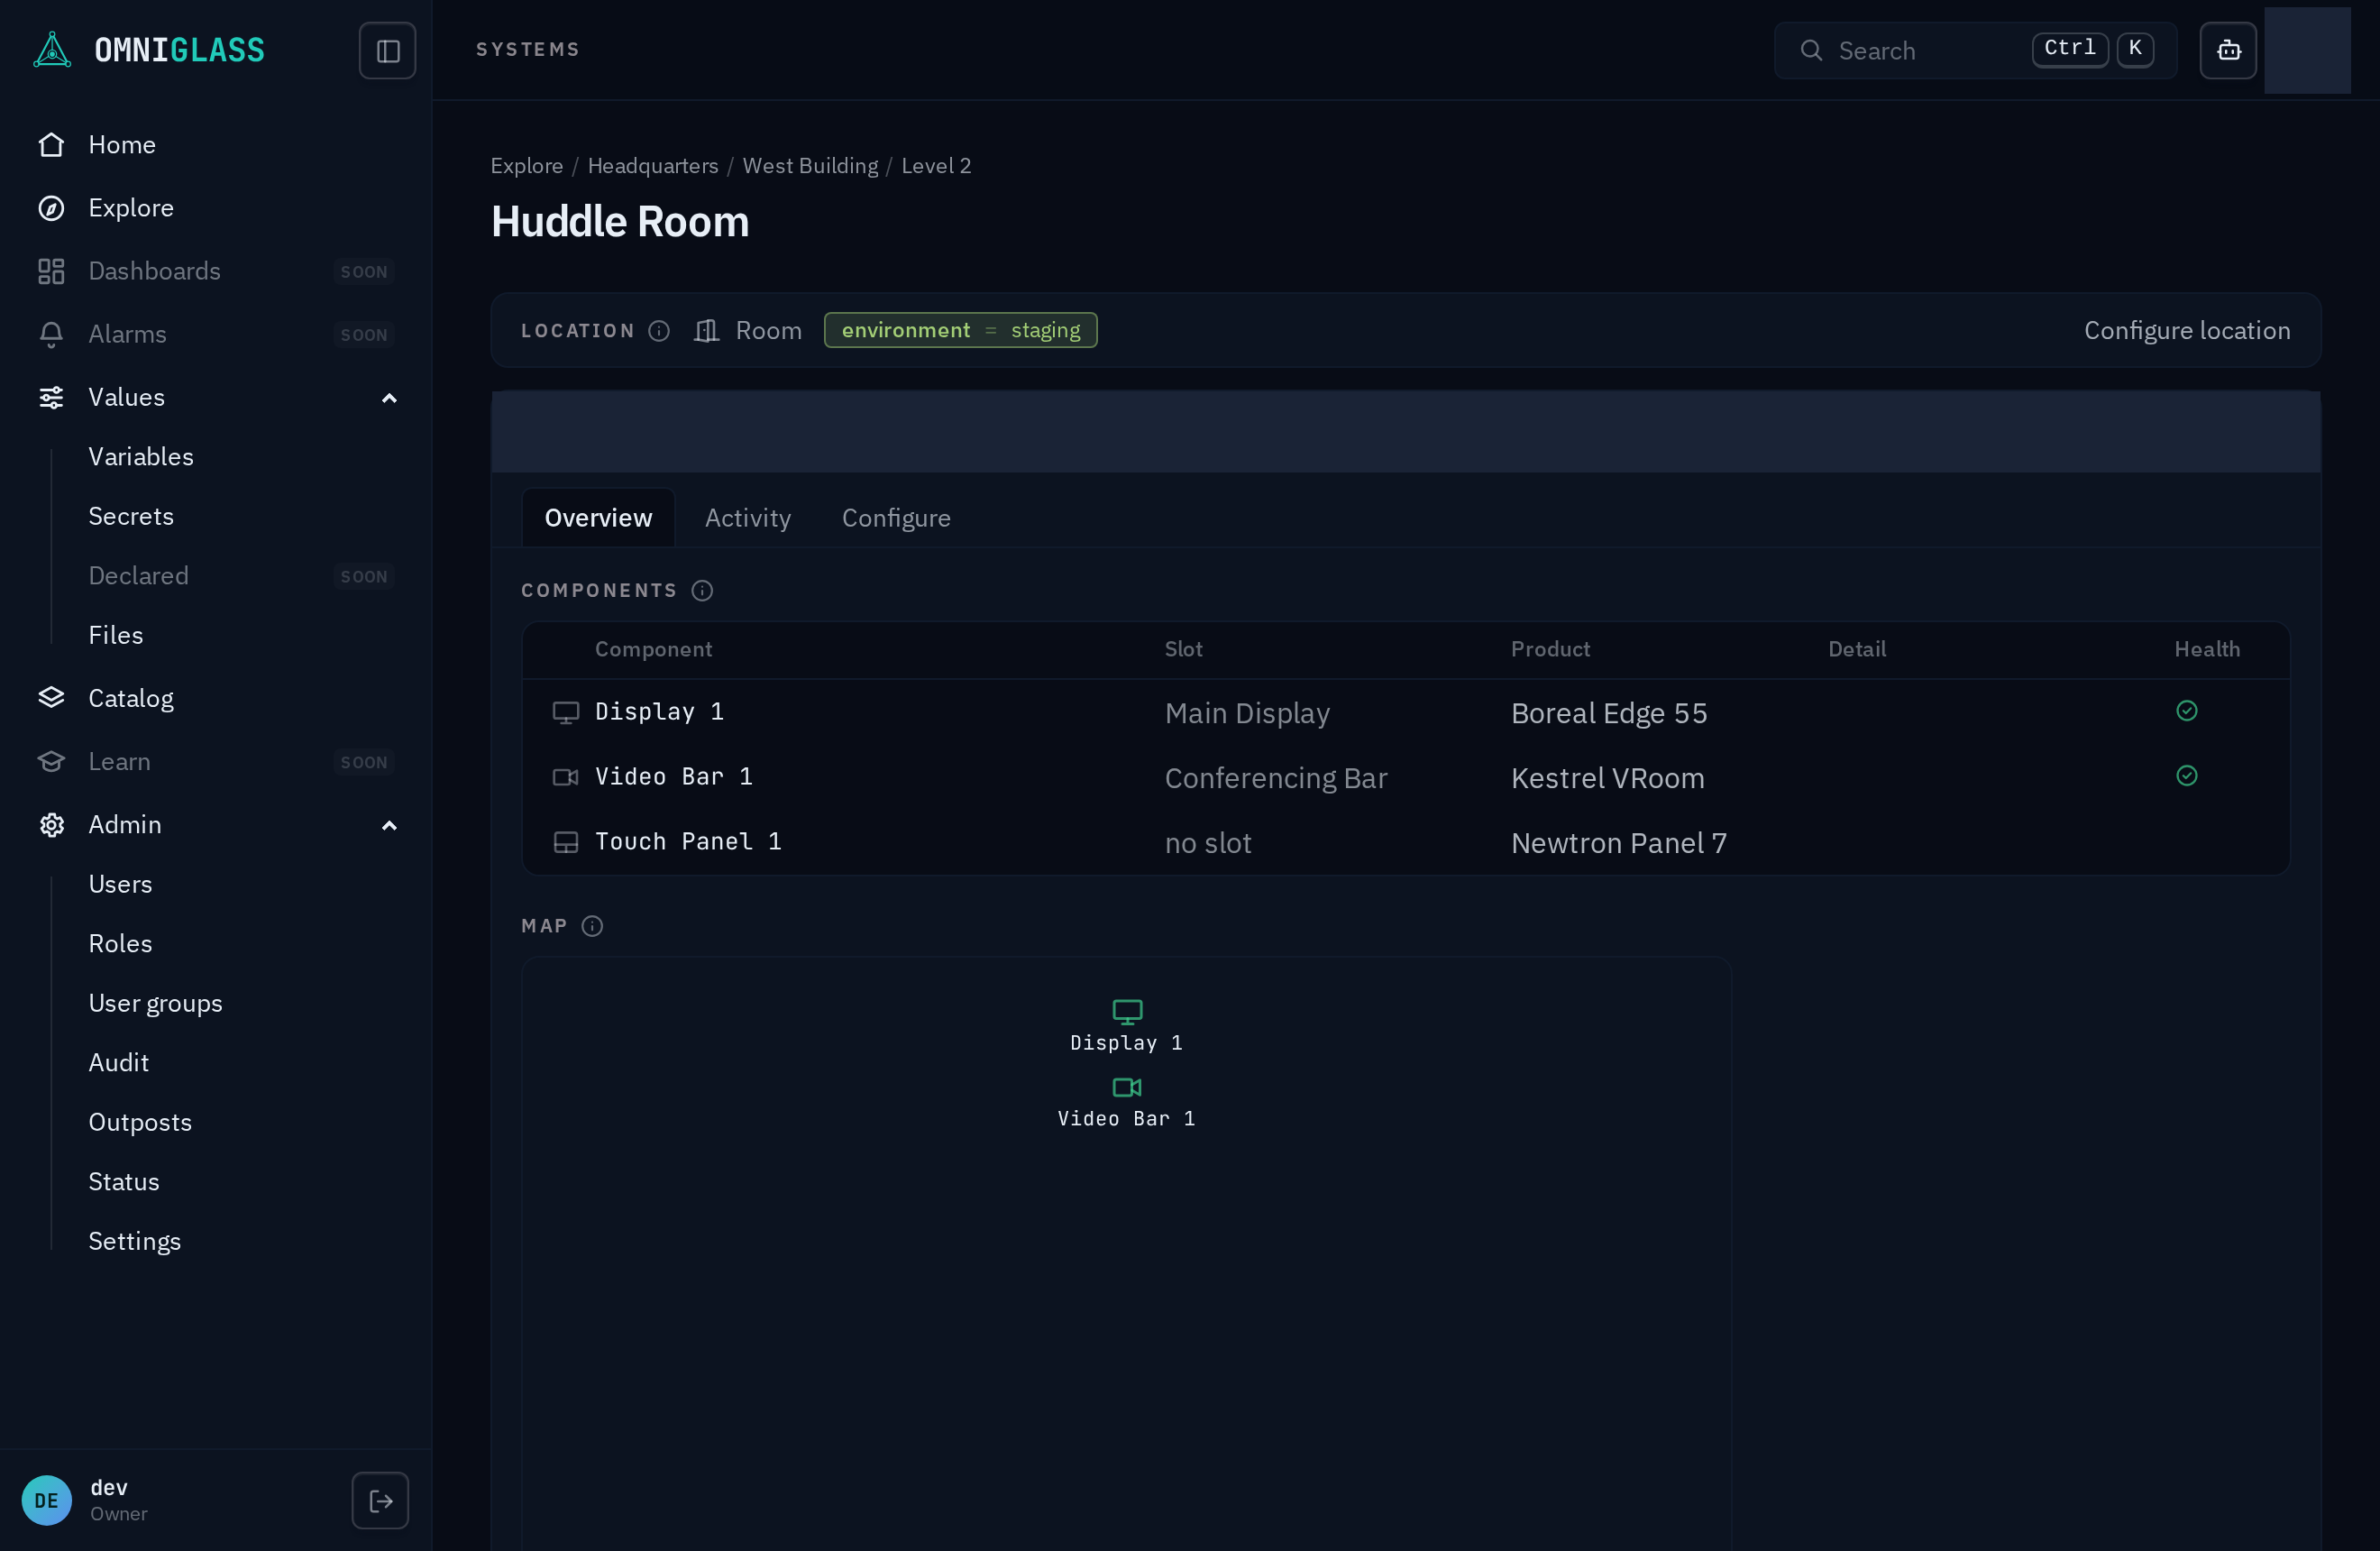 OMNIGLASS
SYSTEMS
Search Ctrl K
Home
Explore
Dashboards SOON
Alarms SOON
Values
Variables
Secrets
Declared SOON
Files
Catalog
Learn SOON
Admin
Users
Roles
User groups
Audit
Outposts
Status
Settings
DE dev
Owner
Explore / Headquarters / West Building / Level 2
Huddle Room
LOCATION Room environment = staging Configure location
Overview Activity Configure
COMPONENTS
Component Slot Product Detail Health
Display 1 Main Display Boreal Edge 55
Video Bar 1 Conferencing Bar Kestrel VRoom
Touch Panel 1 no slot Newtron Panel 7
MAP
Display 1
Video Bar 1